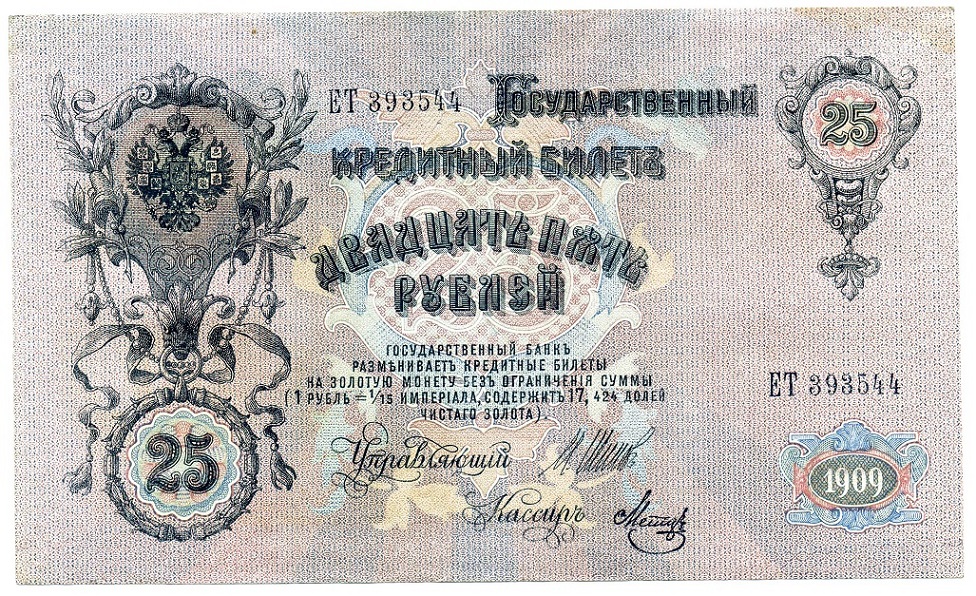 ЕТ 393544 Государственный
кредитный билетъ
двадцать пять
рублей
ГОСУДАРСТВЕННЫЙ БАНКЪ
РАЗМѢНИВАЕТЪ КРЕДИТНЫЕ БИЛЕТЫ
НА ЗОЛОТУЮ МОНЕТУ БЕЗЪ ОГРАНИЧЕНІЯ СУММЫ
(1 РУБЛЬ = 1/15 ИМПЕРІАЛА, СОДЕРЖИТЪ 17, 424 ДОЛЕЙ
ЧИСТАГО ЗОЛОТА).
Управляющій
Кассиръ
25
ЕТ 393544
25
1909